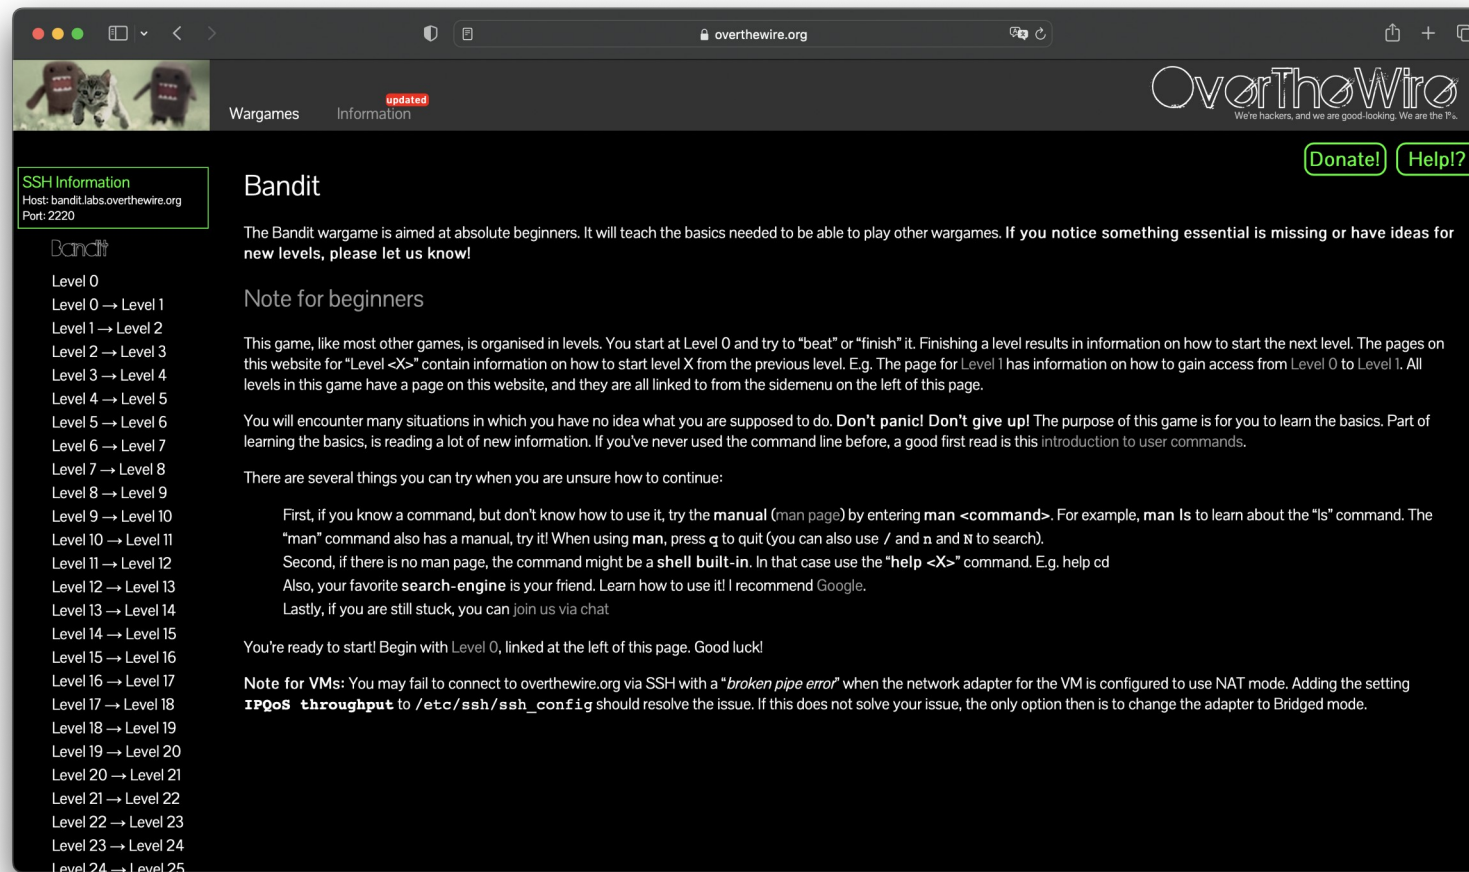 overthewire.org
Wargames
Information
updated
OverTheWire
We're hackers, and we are good-looking. We are the 1%.
Donate!
Help!?
SSH Information
Host: bandit.labs.overthewire.org
Port: 2220
Bandit
Level 0
Level 0 → Level 1
Level 1 → Level 2
Level 2 → Level 3
Level 3 → Level 4
Level 4 → Level 5
Level 5 → Level 6
Level 6 → Level 7
Level 7 → Level 8
Level 8 → Level 9
Level 9 → Level 10
Level 10 → Level 11
Level 11 → Level 12
Level 12 → Level 13
Level 13 → Level 14
Level 14 → Level 15
Level 15 → Level 16
Level 16 → Level 17
Level 17 → Level 18
Level 18 → Level 19
Level 19 → Level 20
Level 20 → Level 21
Level 21 → Level 22
Level 22 → Level 23
Level 23 → Level 24
Level 24 → Level 25
Bandit
The Bandit wargame is aimed at absolute beginners. It will teach the basics needed to be able to play other wargames. If you notice something essential is missing or have ideas for
new levels, please let us know!
Note for beginners
This game, like most other games, is organised in levels. You start at Level 0 and try to “beat” or “finish” it. Finishing a level results in information on how to start the next level. The pages on
this website for “Level <X>” contain information on how to start level X from the previous level. E.g. The page for Level 1 has information on how to gain access from Level 0 to Level 1. All
levels in this game have a page on this website, and they are all linked to from the sidemenu on the left of this page.
You will encounter many situations in which you have no idea what you are supposed to do. Don't panic! Don't give up! The purpose of this game is for you to learn the basics. Part of
learning the basics, is reading a lot of new information. If you've never used the command line before, a good first read is this introduction to user commands.
There are several things you can try when you are unsure how to continue:
First, if you know a command, but don't know how to use it, try the manual (man page) by entering man <command>. For example, man ls to learn about the “ls” command. The
“man” command also has a manual, try it! When using man, press q to quit (you can also use / and n and N to search).
Second, if there is no man page, the command might be a shell built-in. In that case use the “help <X>” command. E.g. help cd
Also, your favorite search-engine is your friend. Learn how to use it! I recommend Google.
Lastly, if you are still stuck, you can join us via chat
You're ready to start! Begin with Level 0, linked at the left of this page. Good luck!
Note for VMs: You may fail to connect to overthewire.org via SSH with a “broken pipe error” when the network adapter for the VM is configured to use NAT mode. Adding the setting
IPQoS throughput to /etc/ssh/ssh_config should resolve the issue. If this does not solve your issue, the only option then is to change the adapter to Bridged mode.